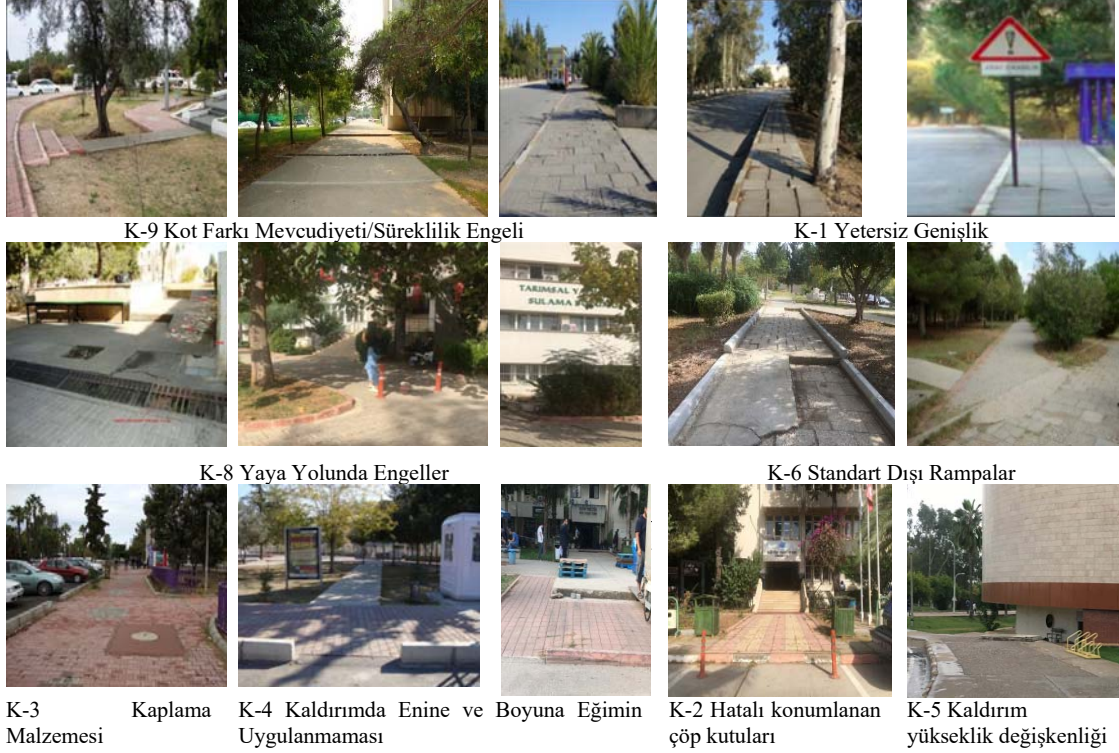 K-9 Kot Farkı Mevcudiyeti/Süreklilik Engeli
K-1 Yetersiz Genişlik
TARIMSAL Y
SULAMA
K-8 Yaya Yolunda Engeller
K-6 Standart Dışı Rampalar
K-3 Kaplama
Malzemesi
K-4 Kaldırımda Enine ve Boyuna Eğimin
Uygulanmaması
K-2 Hatalı konumlanan
çöp kutuları
K-5 Kaldırım
yükseklik değişkenliği